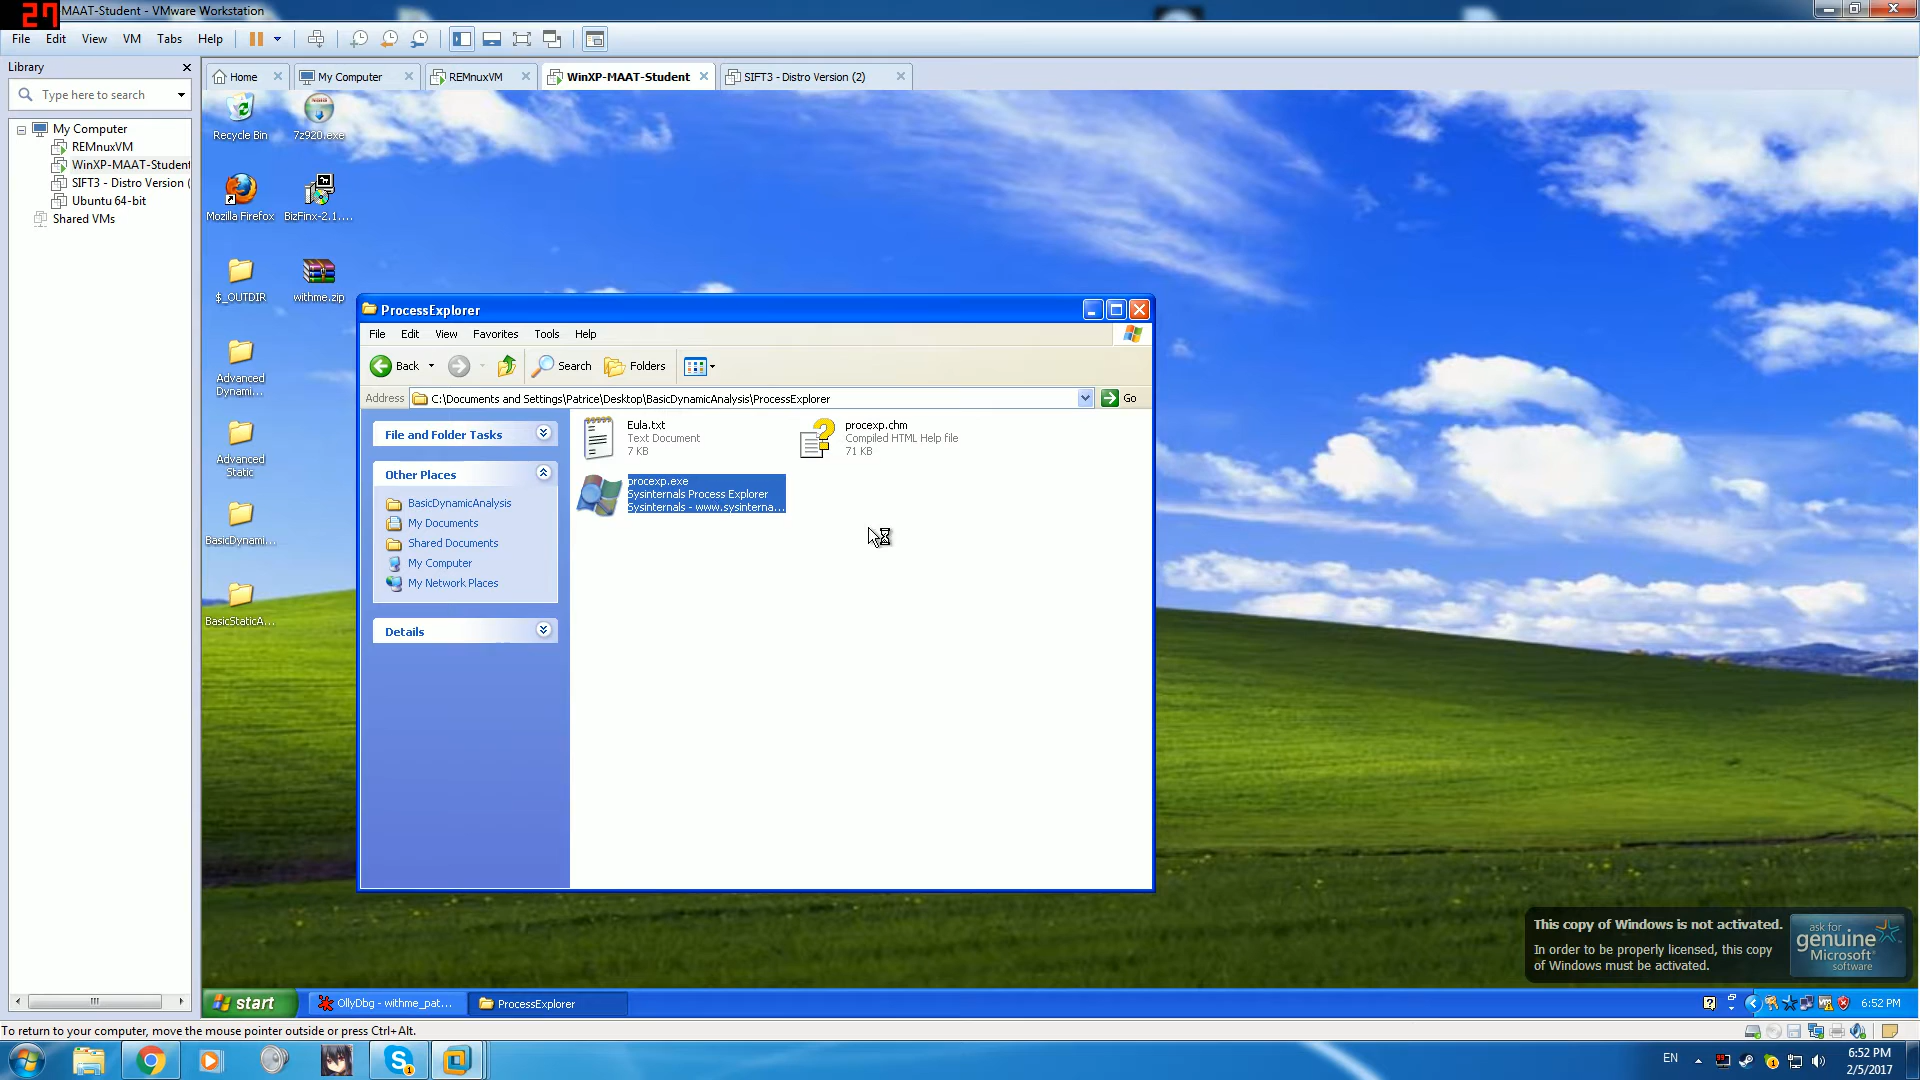 27
MAAT-Student - VMware Workstation
File Edit View VM Tabs Help
Library
Type here to search
My Computer
REMnuxVM
WinXP-MAAT-Student
SIFT3 - Distro Version (
Ubuntu 64-bit
Shared VMs
Home My Computer REMnuxVM WinXP-MAAT-Student SIFT3 - Distro Version (2)
Recycle Bin 7z920.exe
Mozilla Firefox BizFinx-2.1....
$_OUTDIR withme.zip
Advanced
Dynami...
Advanced
Static
BasicDynami...
BasicStaticA...
ProcessExplorer
File Edit View Favorites Tools Help
Back Search Folders
Address C:\Documents and Settings\Patrice\Desktop\BasicDynamicAnalysis\ProcessExplorer Go
File and Folder Tasks
Other Places
BasicDynamicAnalysis
My Documents
Shared Documents
My Computer
My Network Places
Details
Eula.txt
Text Document
7 KB
procexp.chm
Compiled HTML Help file
71 KB
procexp.exe
Sysinternals Process Explorer
Sysinternals - www.sysinterna...
This copy of Windows is not activated.
In order to be properly licensed, this copy
of Windows must be activated.
ask for
genuine
Microsoft
software
start OllyDbg - withme_pat... ProcessExplorer 6:52 PM
To return to your computer, move the mouse pointer outside or press Ctrl+Alt.
EN 6:52 PM
2/5/2017